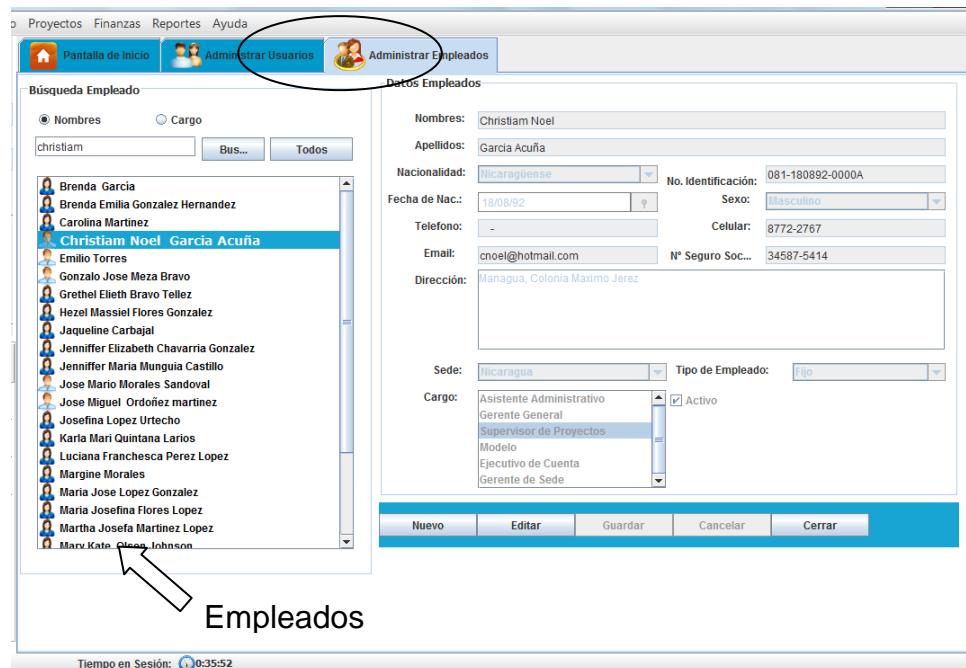 o Proyectos Finanzas Reportes Ayuda
Pantalla de Inicio Administrar Usuarios Administrar Empleados
Búsqueda Empleado
Nombres Cargo
christiam Bus... Todos
Brenda Garcia
Brenda Emilia Gonzalez Hernandez
Carolina Martinez
Christiam Noel Garcia Acuña
Emilio Torres
Gonzalo Jose Meza Bravo
Grethel Elieth Bravo Tellez
Hezel Massiel Flores Gonzalez
Jaqueline Carbajal
Jenniffer Elizabeth Chavarria Gonzalez
Jenniffer Maria Munguia Castillo
Jose Mario Morales Sandoval
Jose Miguel Ordoñez martinez
Josefina Lopez Urtecho
Karla Mari Quintana Larios
Luciana Franchesca Perez Lopez
Margine Morales
Maria Jose Lopez Gonzalez
Maria Josefina Flores Lopez
Martha Josefa Martinez Lopez
Mary Kate Olsen Johnson
Empleados
Datos Empleados
Nombres: Christiam Noel
Apellidos: Garcia Acuña
Nacionalidad: Nicaragüense No. Identificación: 081-180892-0000A
Fecha de Nac.: 18/08/92 Sexo: Masculino
Telefono: - Celular: 8772-2767
Email: cnoel@hotmail.com N° Seguro Soc... 34587-5414
Dirección: Managua, Colonia Maximo Jerez
Sede: Nicaragua Tipo de Empleado: Fijo
Cargo: Asistente Administrativo Activo
Gerente General
Supervisor de Proyectos
Modelo
Ejecutivo de Cuenta
Gerente de Sede
Nuevo Editar Guardar Cancelar Cerrar
Tiempo en Sesión: 0:35:52